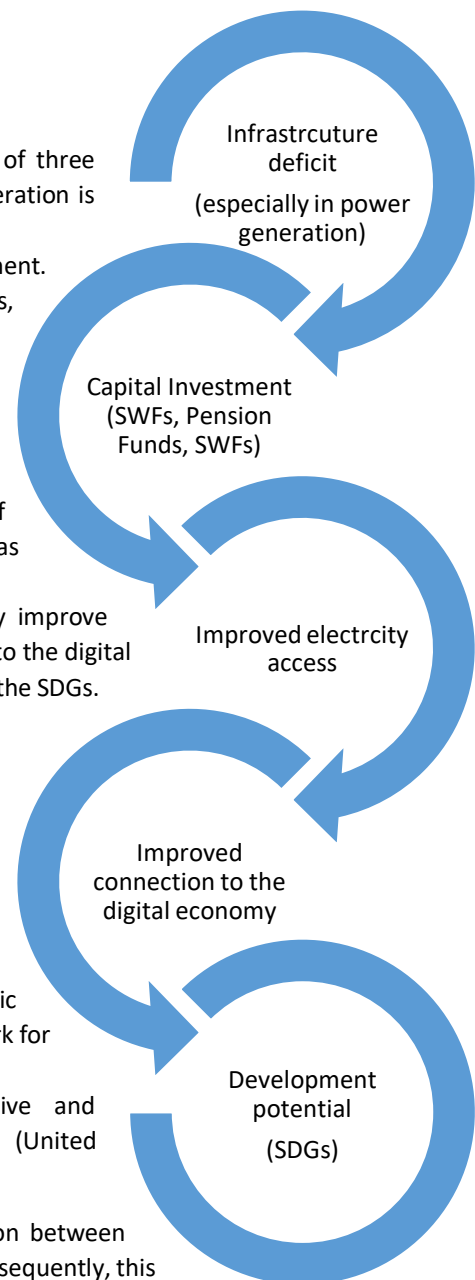 Infrastrcuture
deficit
(especially in power
generation)
of three
eration is
nent.
s,
Capital Investment
(SWFs, Pension
Funds, SWFs)
f
as
y improve
to the digital
the SDGs.
Improved electrcity
access
Improved
connection to the
digital economy
ic
rk for
ive and
(United
Development
potential
(SDGs)
on between
sequently, this